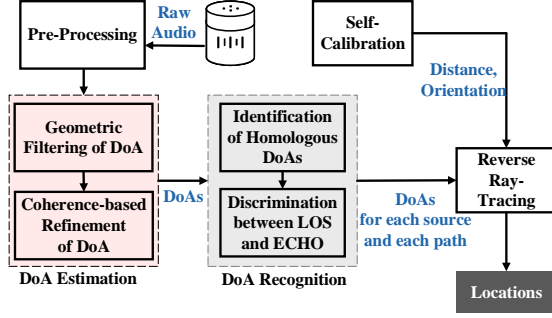 Pre-Processing
Raw
Audio
Self-
Calibration
Distance,
Orientation
Geometric
Filtering of DoA
Coherence-based
Refinement
of DoA
DoA Estimation
DoAs
Identification
of Homologous
DoAs
Discrimination
between LOS
and ECHO
DoA Recognition
DoAs
for each source
and each path
Reverse
Ray-
Tracing
Locations